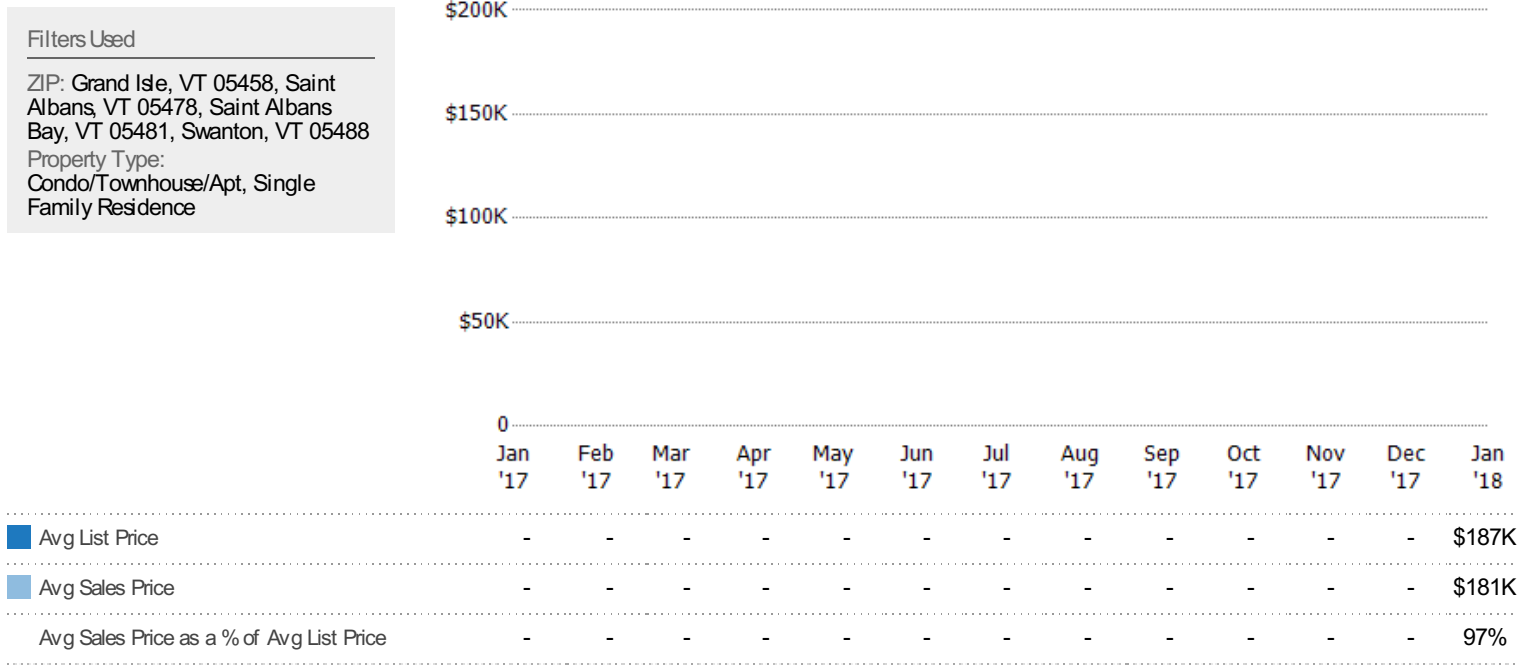 Filters Used
ZIP: Grand Isle, VT 05458, Saint
Albans, VT 05478, Saint Albans
Bay, VT 05481, Swanton, VT 05488
Property Type:
Condo/Townhouse/Apt, Single
Family Residence
$200K
$150K
$100K
$50K
0
Jan Feb Mar Apr May Jun Jul Aug Sep Oct Nov Dec Jan
'17 '17 '17 '17 '17 '17 '17 '17 '17 '17 '17 '17 '18
Avg List Price - - - - - - - - - - - - $187K
Avg Sales Price - - - - - - - - - - - - $181K
Avg Sales Price as a % of Avg List Price - - - - - - - - - - - - 97%